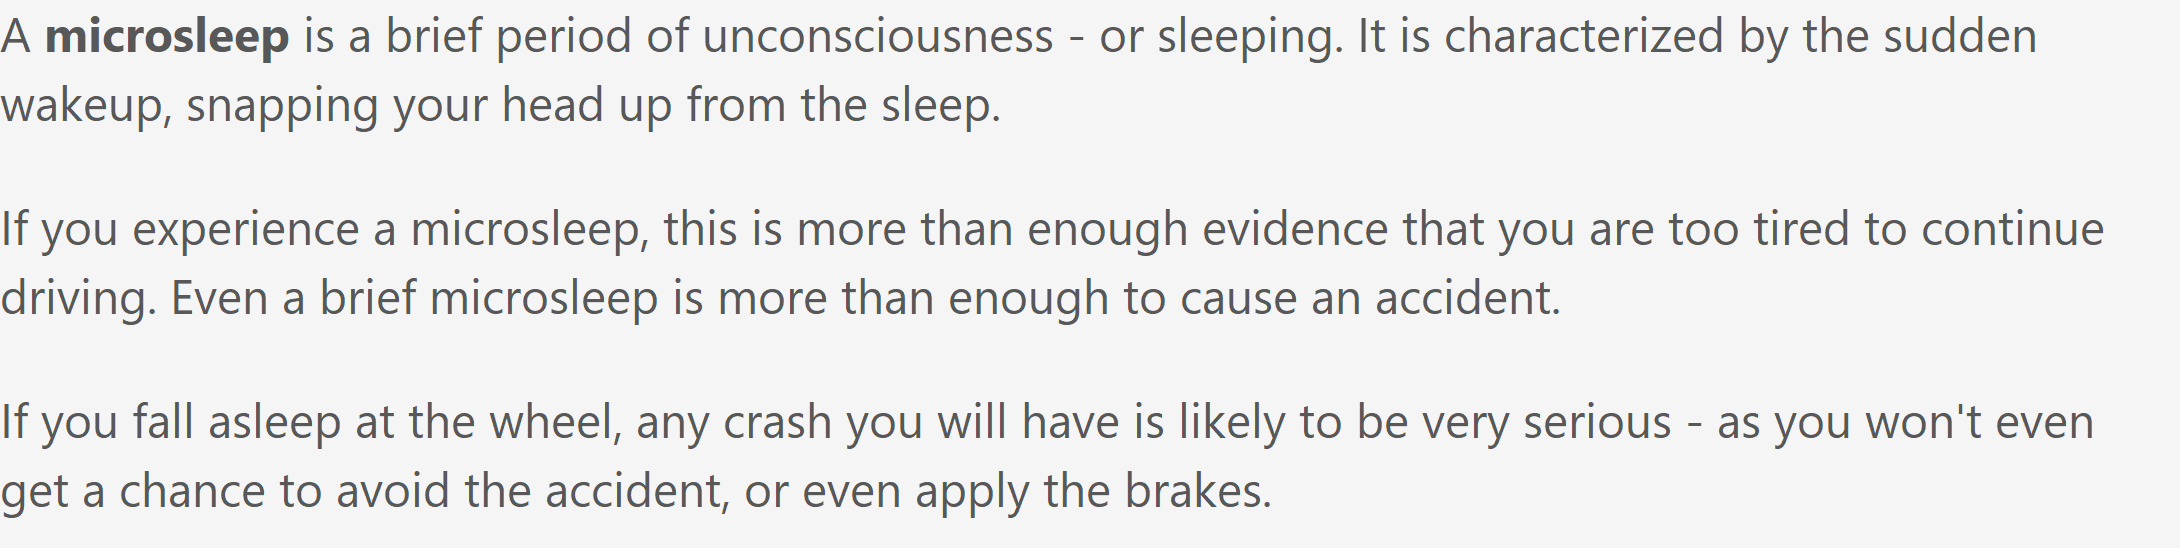 A microsleep is a brief period of unconsciousness - or sleeping. It is characterized by the sudden
wakeup, snapping your head up from the sleep.
If you experience a microsleep, this is more than enough evidence that you are too tired to continue
driving. Even a brief microsleep is more than enough to cause an accident.
If you fall asleep at the wheel, any crash you will have is likely to be very serious - as you won't even
get a chance to avoid the accident, or even apply the brakes.